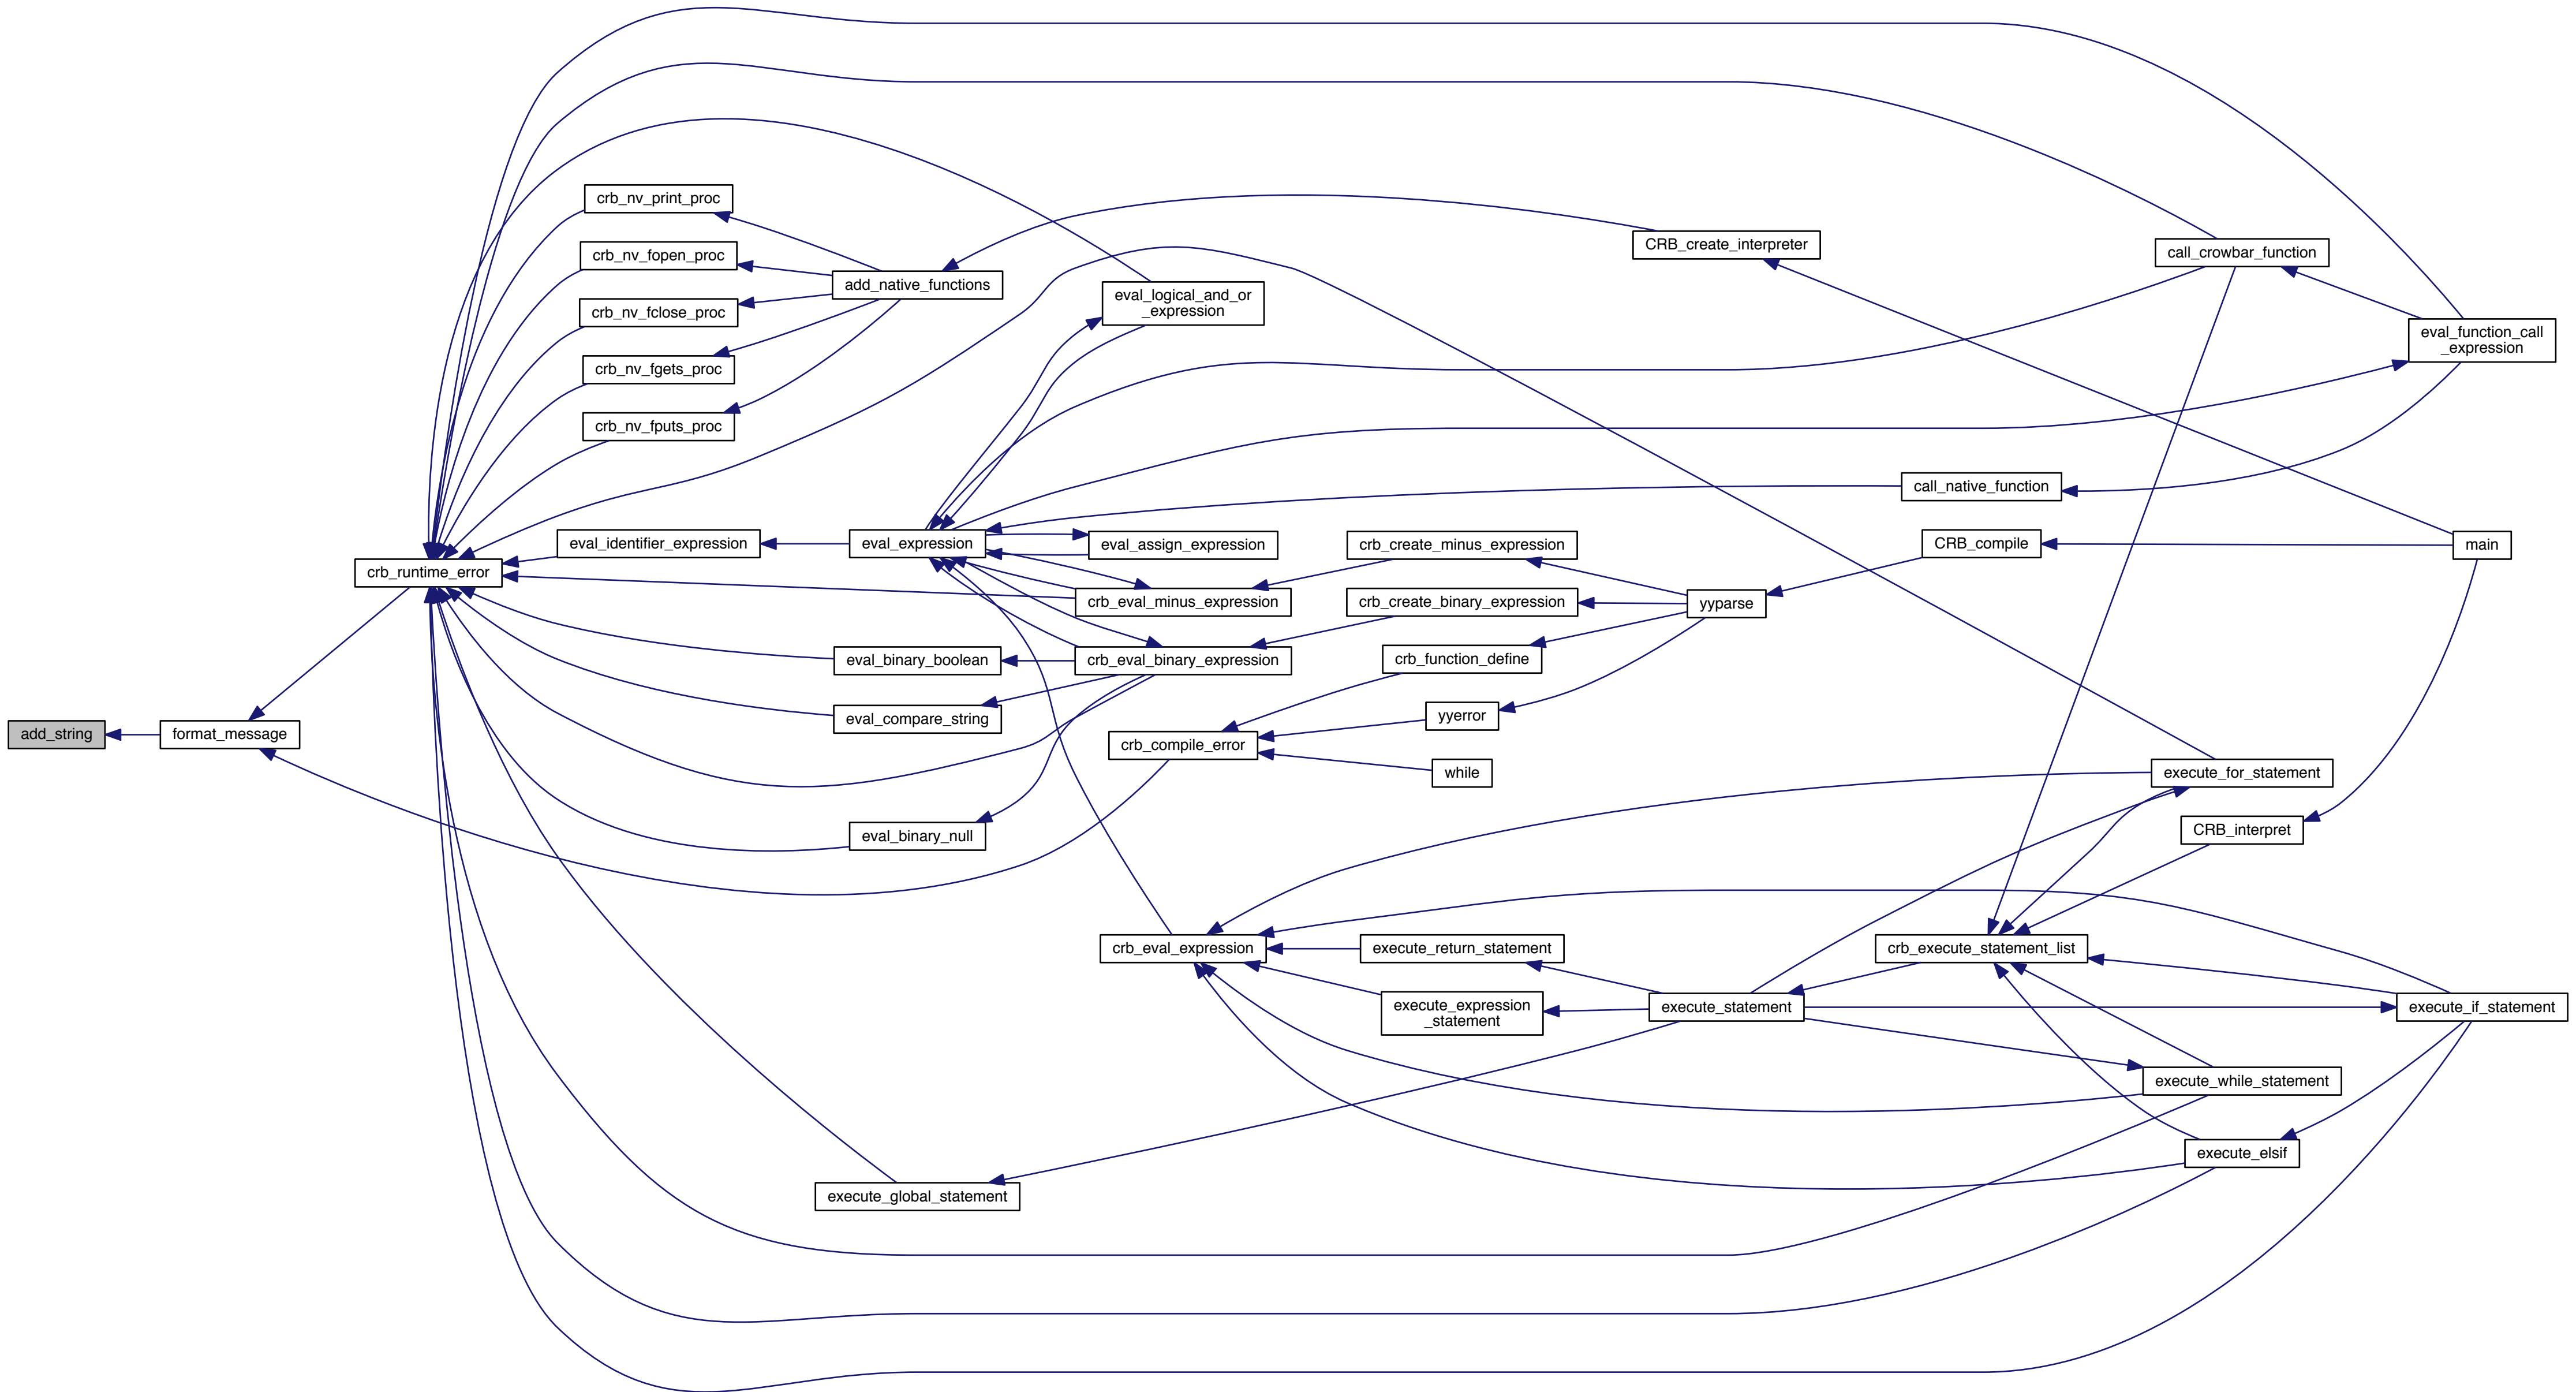 crb_nv_print_proc
CRB_create_interpreter
call_crowbar_function
crb_nv_fopen_proc
add_native_functions
eval_logical_and_or
_expression
crb_nv_fclose_proc
eval_function_call
_expression
crb_nv_fgets_proc
crb_nv_fputs_proc
call_native_function
eval_identifier_expression
eval_expression
eval_assign_expression
crb_create_minus_expression
CRB_compile
main
crb_runtime_error
crb_eval_minus_expression
crb_create_binary_expression
yyparse
eval_binary_boolean
crb_eval_binary_expression
crb_function_define
eval_compare_string
yyerror
add_string
format_message
crb_compile_error
while
execute_for_statement
eval_binary_null
CRB_interpret
crb_eval_expression
execute_return_statement
crb_execute_statement_list
execute_expression
_statement
execute_statement
execute_if_statement
execute_while_statement
execute_elsif
execute_global_statement